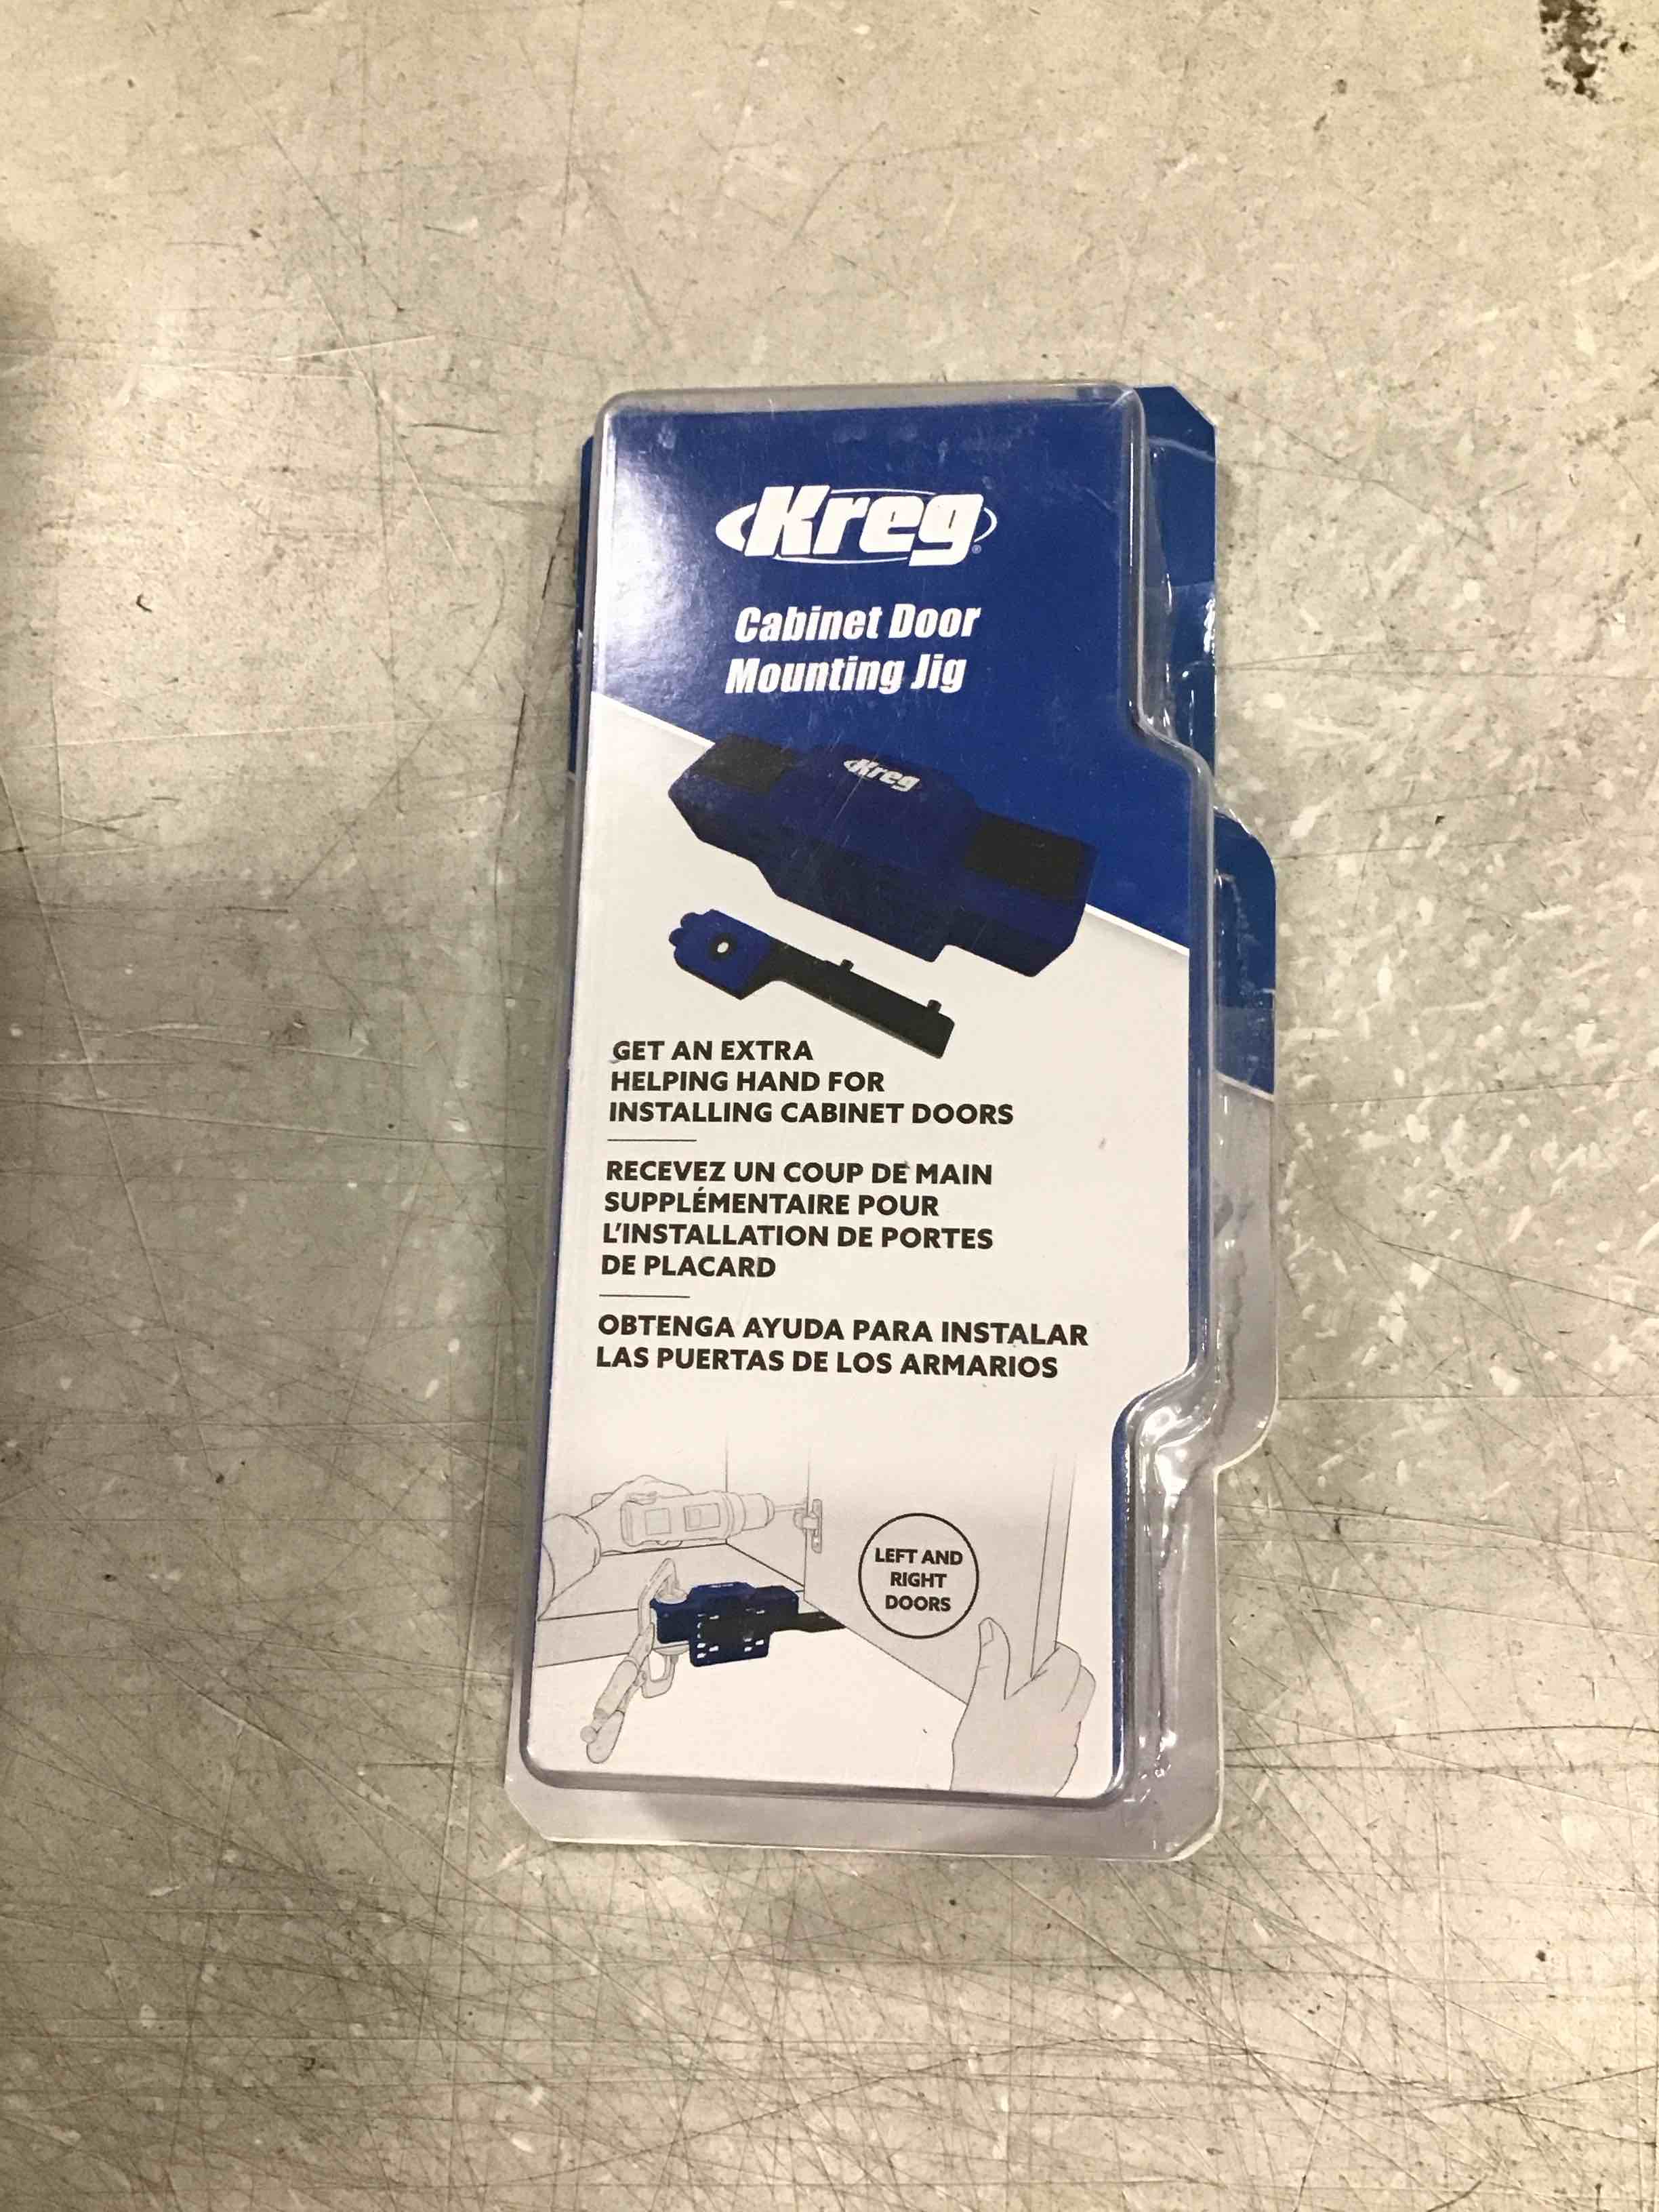 Kreg®
Cabinet Door
Mounting Jig
Kreg
GET AN EXTRA
HELPING HAND FOR
INSTALLING CABINET DOORS
RECEVEZ UN COUP DE MAIN
SUPPLÉMENTAIRE POUR
L'INSTALLATION DE PORTES
DE PLACARD
OBTENGA AYUDA PARA INSTALAR
LAS PUERTAS DE LOS ARMARIOS
LEFT AND
RIGHT
DOORS